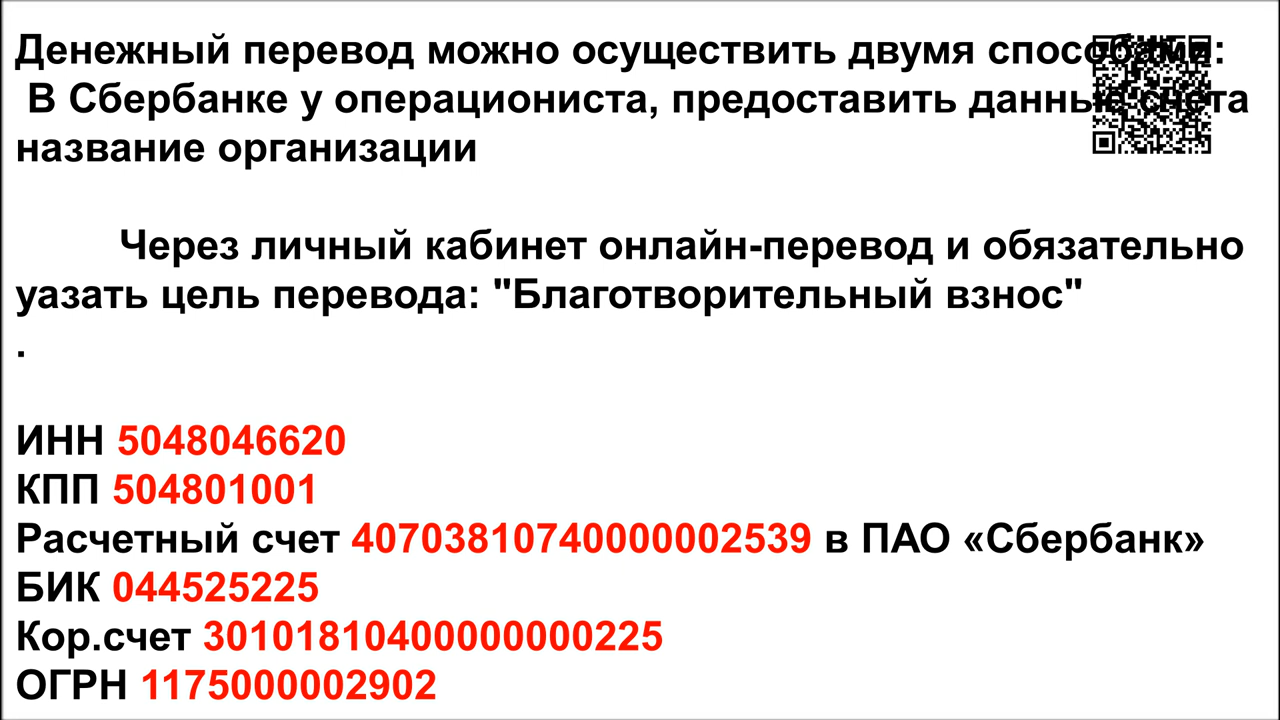 Денежный перевод можно осуществить двумя способами:
В Сбербанке у операциониста, предоставить данные счета
название организации
Через личный кабинет онлайн-перевод и обязательно
уазать цель перевода: "Благотворительный взнос"
.
ИНН 5048046620
КПП 504801001
Расчетный счет 40703810740000002539 в ПАО «Сбербанк»
БИК 044525225
Кор.счет 30101810400000000225
ОГРН 1175000002902